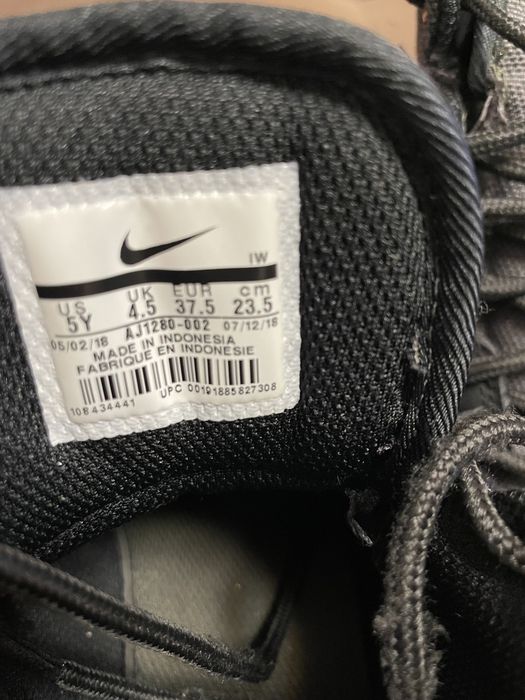 IW
US UK EUR cm
5Y 4.5 37.5 23.5
05/02/18 AJ1280-002 07/12/18
MADE IN INDONESIA
FABRIQUE EN INDONESIE
108434441 UPC 00191885827308